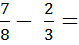 7/8 − 2/3 =